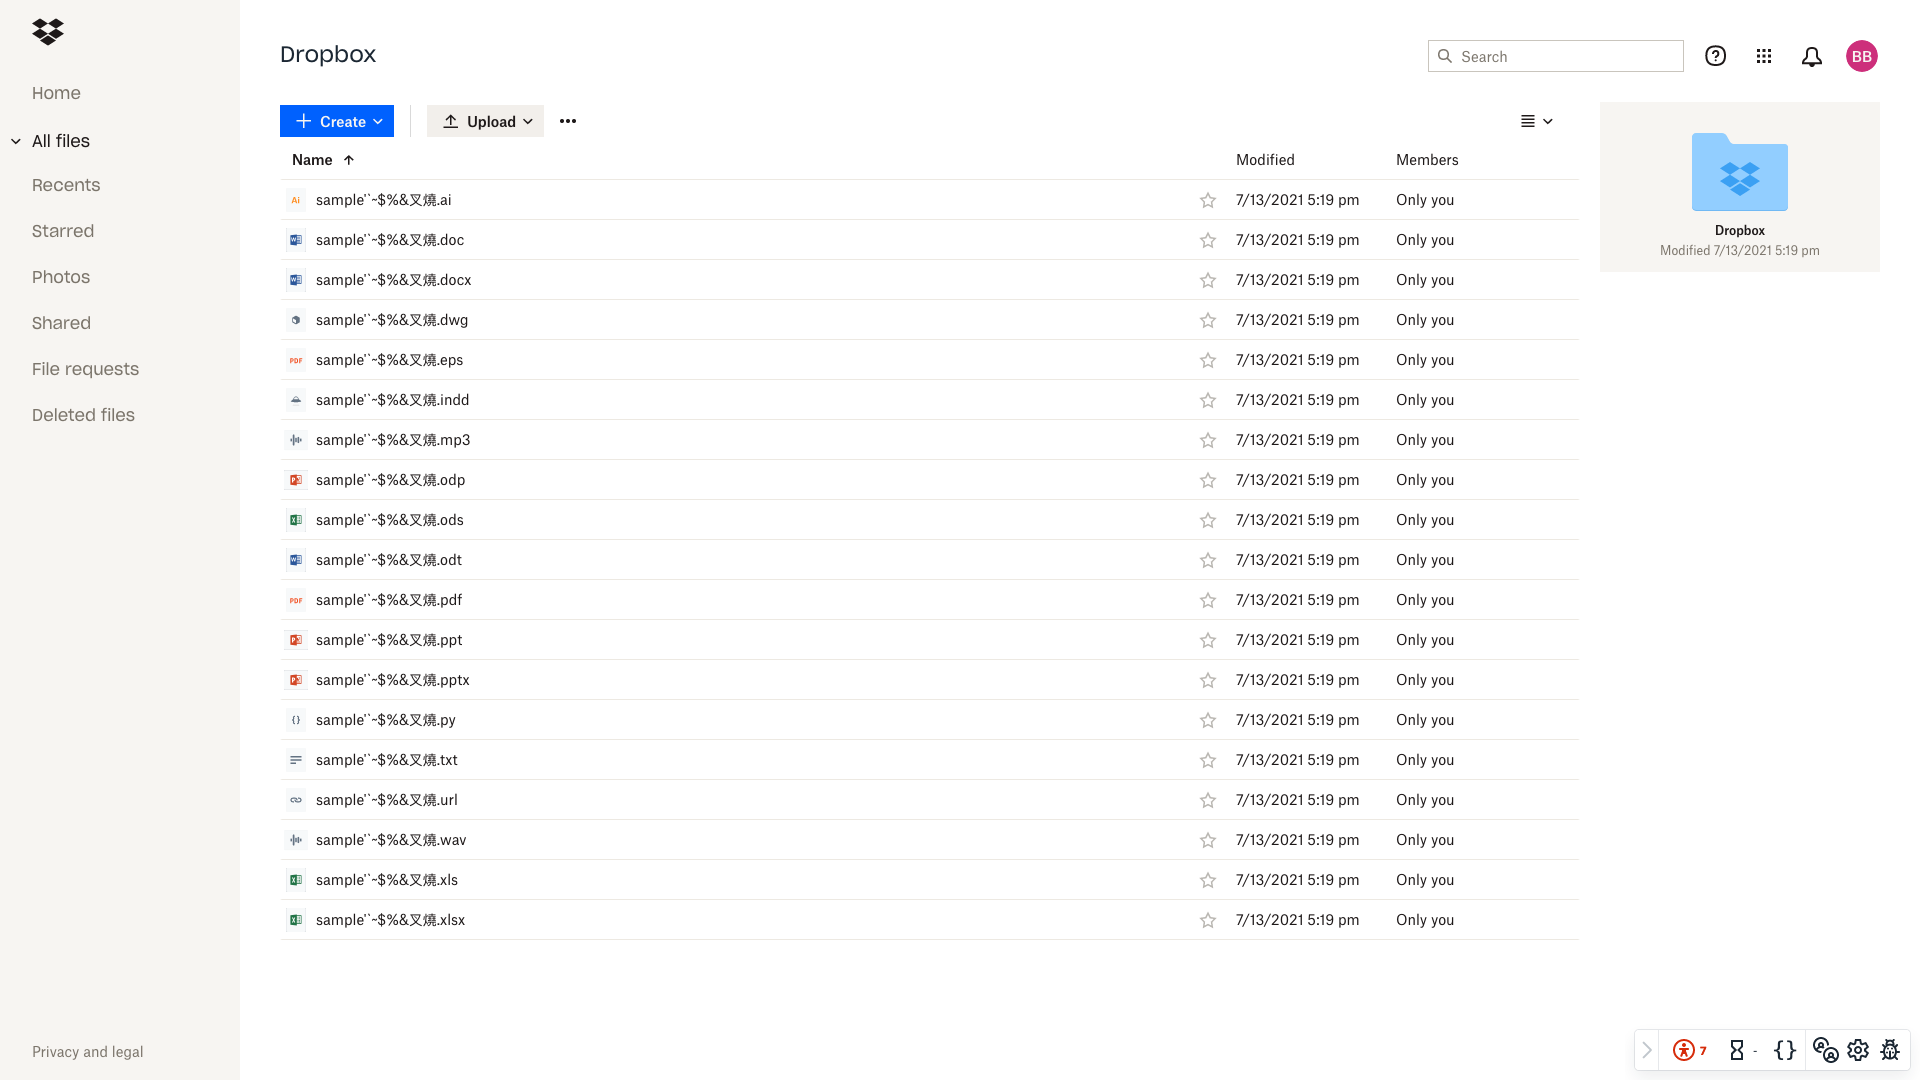 Dropbox
Search
BB
Home
All files
Recents
Starred
Photos
Shared
File requests
Deleted files
Create
Upload
Name Modified Members
Ai sample'`~$%&叉燒.ai 7/13/2021 5:19 pm Only you
sample'`~$%&叉燒.doc 7/13/2021 5:19 pm Only you
sample'`~$%&叉燒.docx 7/13/2021 5:19 pm Only you
sample'`~$%&叉燒.dwg 7/13/2021 5:19 pm Only you
PDF sample'`~$%&叉燒.eps 7/13/2021 5:19 pm Only you
sample'`~$%&叉燒.indd 7/13/2021 5:19 pm Only you
sample'`~$%&叉燒.mp3 7/13/2021 5:19 pm Only you
sample'`~$%&叉燒.odp 7/13/2021 5:19 pm Only you
sample'`~$%&叉燒.ods 7/13/2021 5:19 pm Only you
sample'`~$%&叉燒.odt 7/13/2021 5:19 pm Only you
PDF sample'`~$%&叉燒.pdf 7/13/2021 5:19 pm Only you
sample'`~$%&叉燒.ppt 7/13/2021 5:19 pm Only you
sample'`~$%&叉燒.pptx 7/13/2021 5:19 pm Only you
{} sample'`~$%&叉燒.py 7/13/2021 5:19 pm Only you
sample'`~$%&叉燒.txt 7/13/2021 5:19 pm Only you
sample'`~$%&叉燒.url 7/13/2021 5:19 pm Only you
sample'`~$%&叉燒.wav 7/13/2021 5:19 pm Only you
sample'`~$%&叉燒.xls 7/13/2021 5:19 pm Only you
sample'`~$%&叉燒.xlsx 7/13/2021 5:19 pm Only you
Dropbox
Modified 7/13/2021 5:19 pm
Privacy and legal
7 - {}